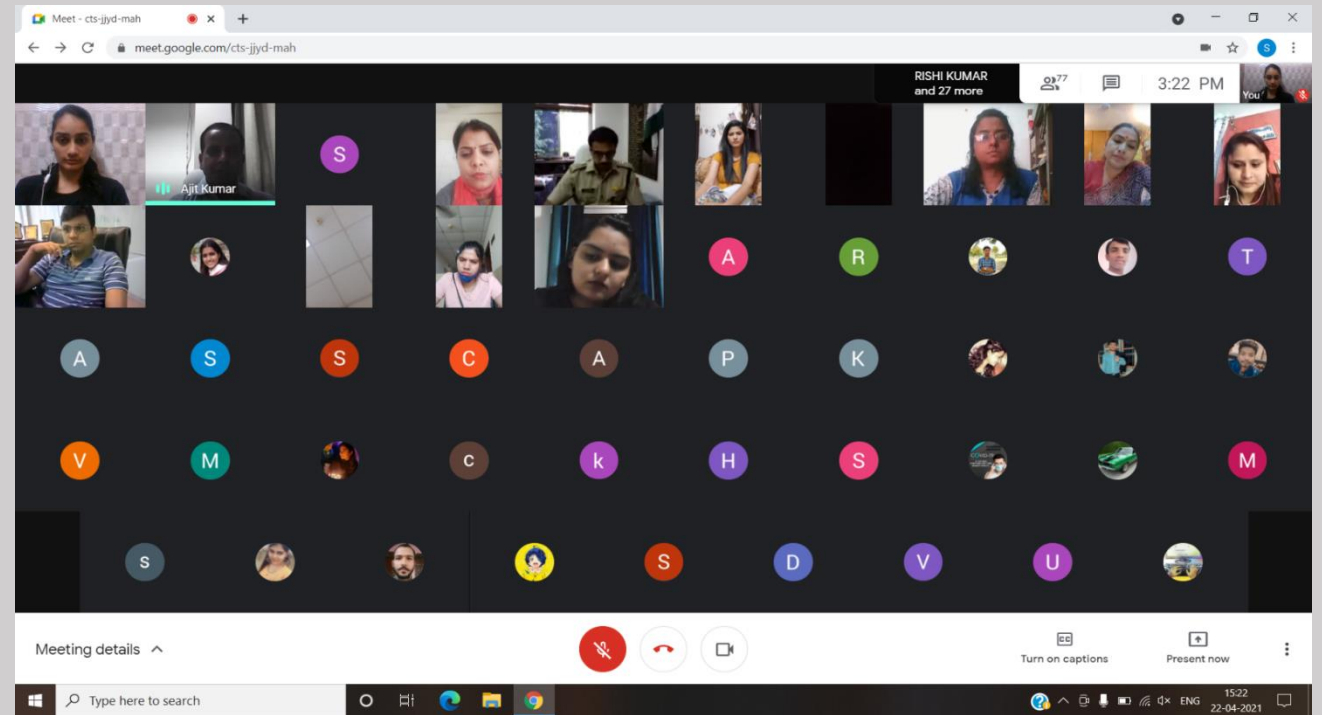 Meet - cts-jjyd-mah
meet.google.com/cts-jjyd-mah
S
RISHI KUMAR
and 27 more
77
3:22 PM
You
Ajit Kumar
S
A
R
T
A
S
S
C
A
P
K
V
M
c
k
H
S
M
s
S
D
V
U
Meeting details
Turn on captions
Present now
Type here to search
ENG
15:22
22-04-2021